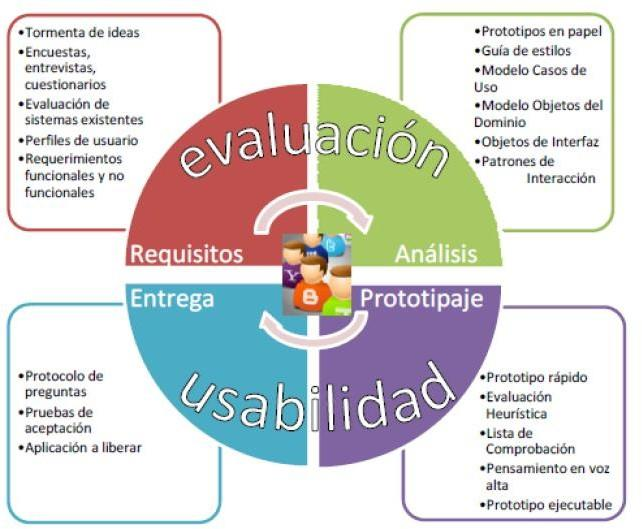 •Tormenta de ideas
•Encuestas,
entrevistas,
cuestionarios
•Evaluación de
sistemas existentes
•Perfiles de usuario
•Requerimientos
funcionales y no
funcionales
•Prototipos en papel
•Guía de estilos
•Modelo Casos de
Uso
•Modelo Objetos del
Dominio
•Objetos de Interfaz
•Patrones de
Interacción
evaluación
Requisitos
Análisis
Entrega
Prototipaje
usabilidad
•Protocolo de
preguntas
•Pruebas de
aceptación
•Aplicación a liberar
•Prototipo rápido
•Evaluación
Heurística
•Lista de
Comprobación
•Pensamiento en voz
alta
•Prototipo ejecutable